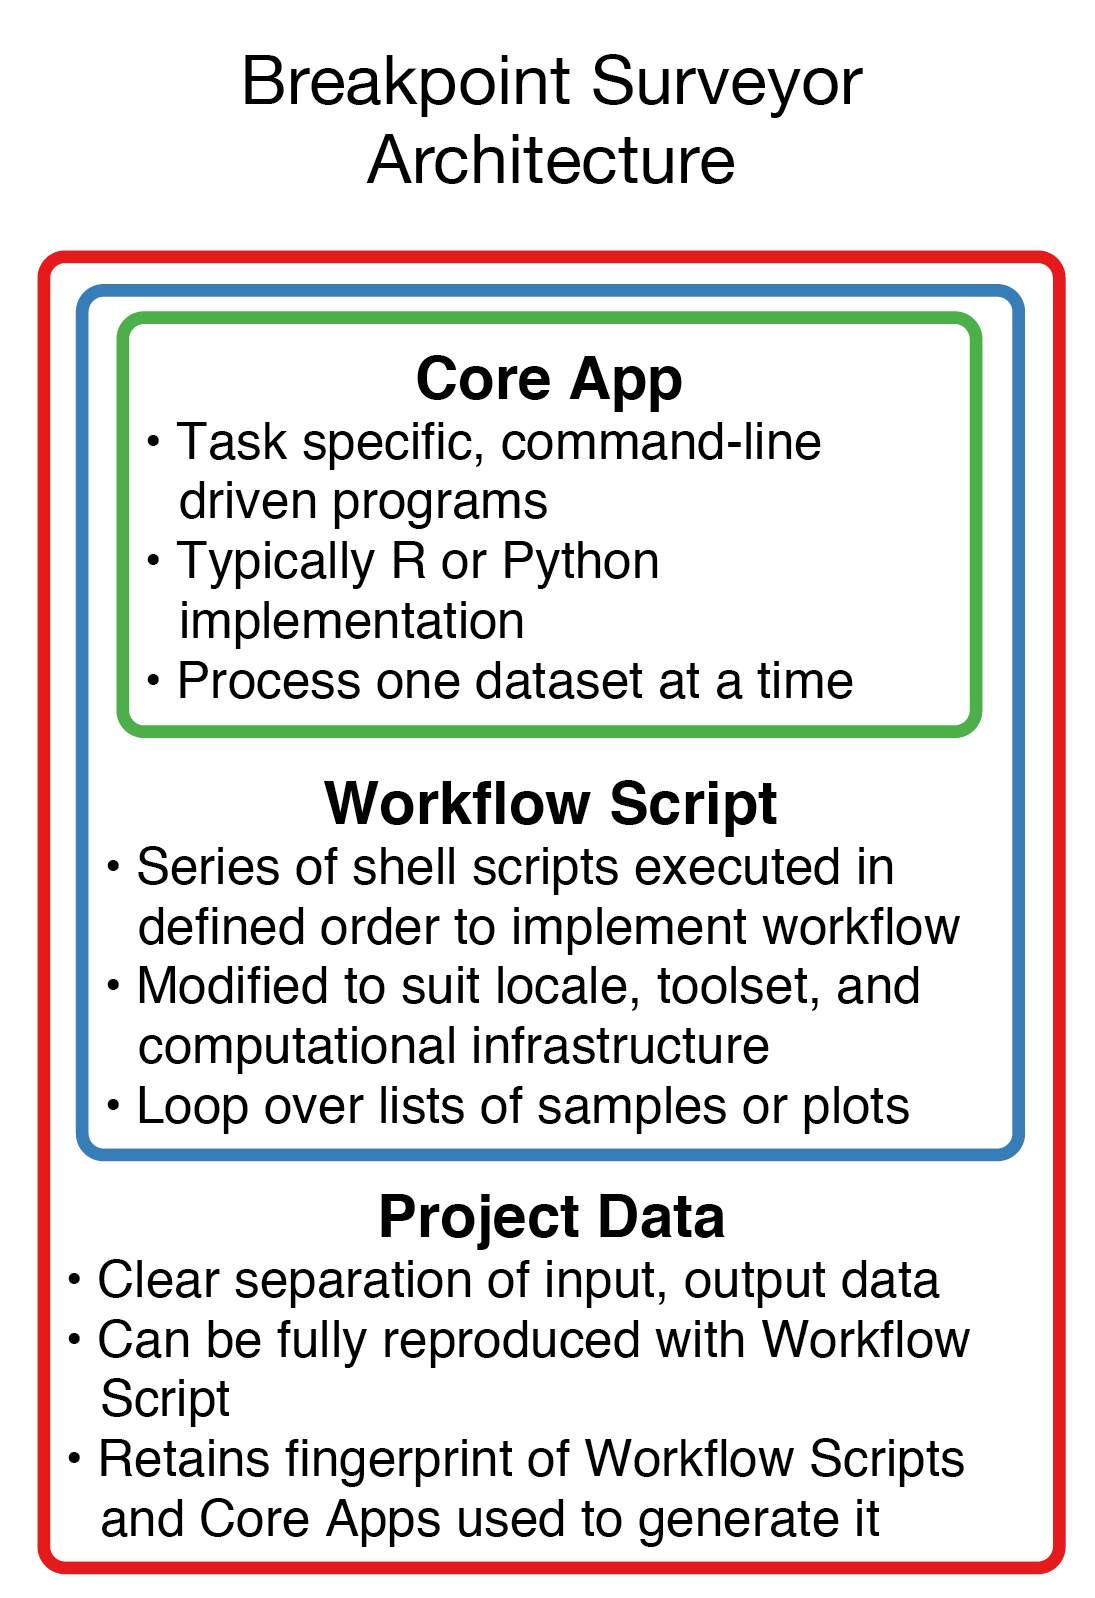 Breakpoint Surveyor
Architecture
Core App
• Task specific, command-line
driven programs
• Typically R or Python
implementation
• Process one dataset at a time
Workflow Script
• Series of shell scripts executed in
defined order to implement workflow
• Modified to suit locale, toolset, and
computational infrastructure
• Loop over lists of samples or plots
Project Data
• Clear separation of input, output data
• Can be fully reproduced with Workflow
Script
• Retains fingerprint of Workflow Scripts
and Core Apps used to generate it